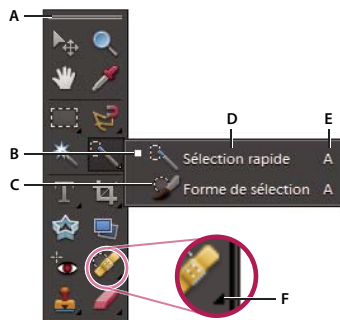 A
D E
B Sélection rapide A
C Forme de sélection A
T
F